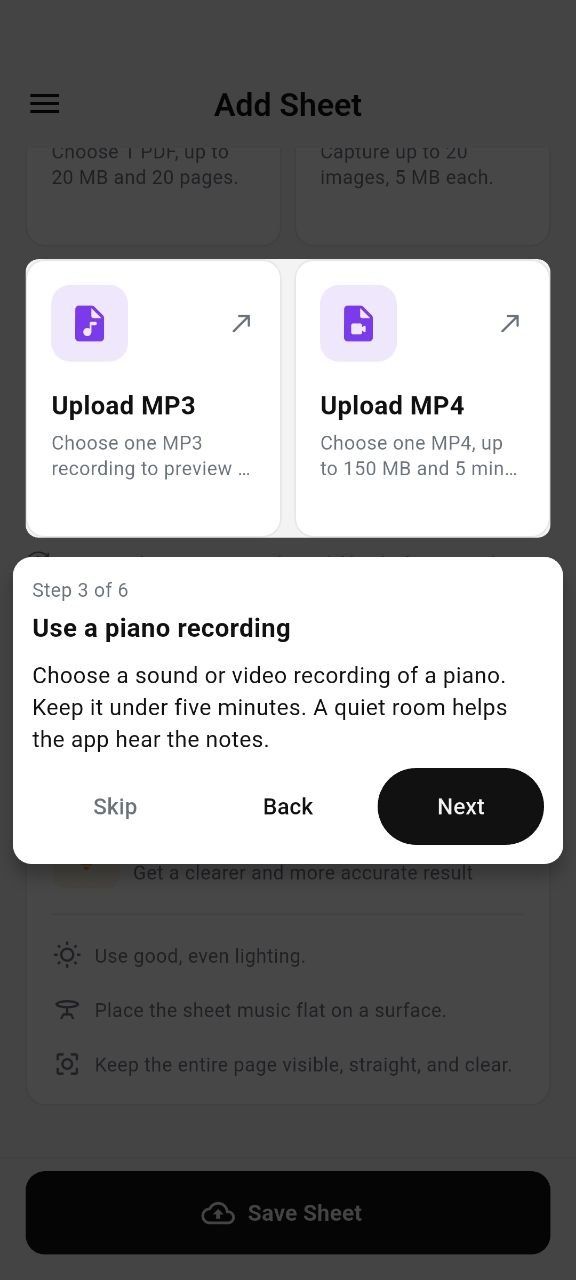 Add Sheet
Choose 1 PDF, up to
20 MB and 20 pages.
Capture up to 20
images, 5 MB each.
Upload MP3
Choose one MP3
recording to preview ...
Upload MP4
Choose one MP4, up
to 150 MB and 5 min...
Step 3 of 6
Use a piano recording
Choose a sound or video recording of a piano.
Keep it under five minutes. A quiet room helps
the app hear the notes.
Skip
Back
Next
Get a clearer and more accurate result
Use good, even lighting.
Place the sheet music flat on a surface.
Keep the entire page visible, straight, and clear.
Save Sheet